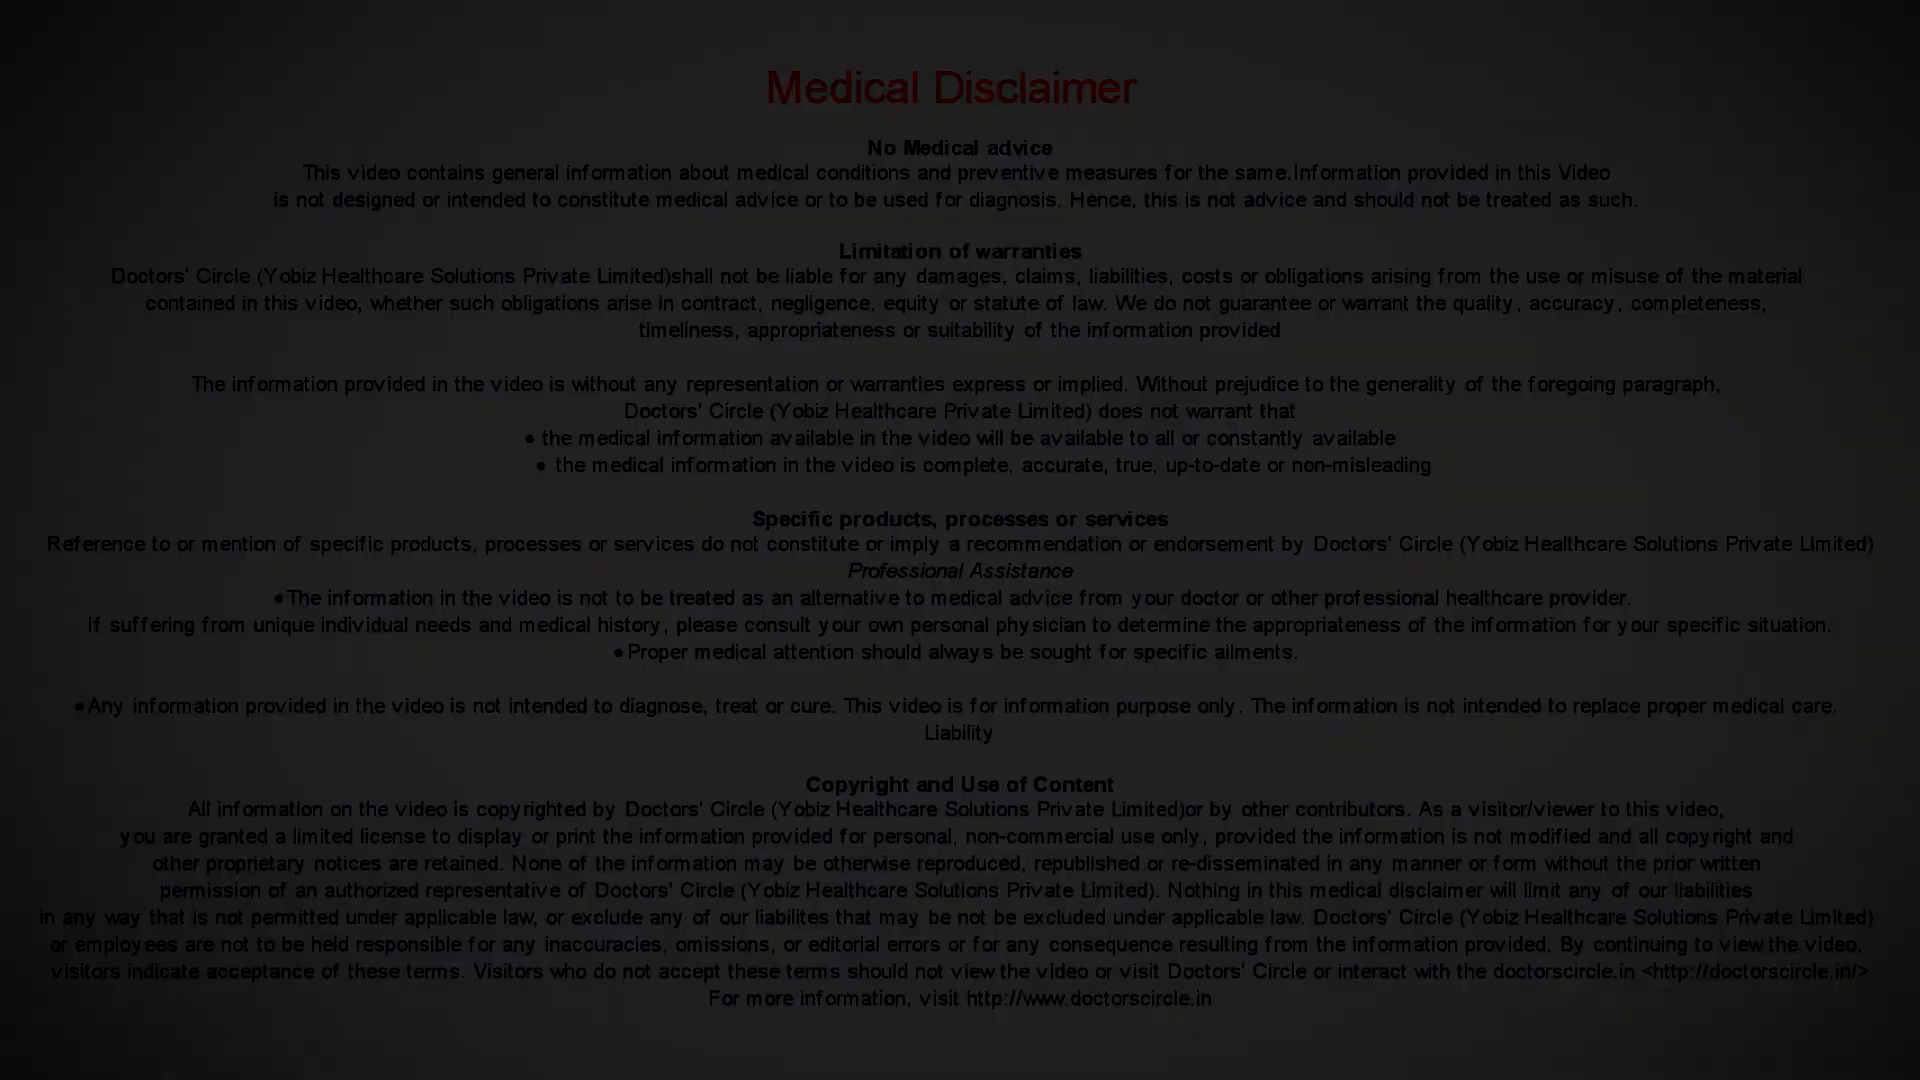 Medical Disclaimer
No Medical advice
This video contains general information about medical conditions and preventive measures for the same.Information provided in this Video
is not designed or intended to constitute medical advice or to be used for diagnosis. Hence, this is not advice and should not be treated as such.
Limitation of warranties
Doctors' Circle (Yobiz Healthcare Solutions Private Limited)shall not be liable for any damages, claims, liabilities, costs or obligations arising from the use or misuse of the material
contained in this video, whether such obligations arise in contract, negligence, equity or statute of law. We do not guarantee or warrant the quality, accuracy, completeness,
timeliness, appropriateness or suitability of the information provided
The information provided in the video is without any representation or warranties express or implied. Without prejudice to the generality of the foregoing paragraph,
Doctors' Circle (Yobiz Healthcare Private Limited) does not warrant that
• the medical information available in the video will be available to all or constantly available
• the medical information in the video is complete, accurate, true, up-to-date or non-misleading
Specific products, processes or services
Reference to or mention of specific products, processes or services do not constitute or imply a recommendation or endorsement by Doctors' Circle (Yobiz Healthcare Solutions Private Limited)
Professional Assistance
•The information in the video is not to be treated as an alternative to medical advice from your doctor or other professional healthcare provider.
If suffering from unique individual needs and medical history, please consult your own personal physician to determine the appropriateness of the information for your specific situation.
•Proper medical attention should always be sought for specific ailments.
•Any information provided in the video is not intended to diagnose, treat or cure. This video is for information purpose only. The information is not intended to replace proper medical care.
Liability
Copyright and Use of Content
All information on the video is copyrighted by Doctors' Circle (Yobiz Healthcare Solutions Private Limited)or by other contributors. As a visitor/viewer to this video,
you are granted a limited license to display or print the information provided for personal, non-commercial use only, provided the information is not modified and all copyright and
other proprietary notices are retained. None of the information may be otherwise reproduced, republished or re-disseminated in any manner or form without the prior written
permission of an authorized representative of Doctors' Circle (Yobiz Healthcare Solutions Private Limited). Nothing in this medical disclaimer will limit any of our liabilities
in any way that is not permitted under applicable law, or exclude any of our liabilites that may be not be excluded under applicable law. Doctors' Circle (Yobiz Healthcare Solutions Private Limited)
or employees are not to be held responsible for any inaccuracies, omissions, or editorial errors or for any consequence resulting from the information provided. By continuing to view the video,
visitors indicate acceptance of these terms. Visitors who do not accept these terms should not view the video or visit Doctors' Circle or interact with the doctorscircle.in <http://doctorscircle.in/>
For more information, visit http://www.doctorscircle.in